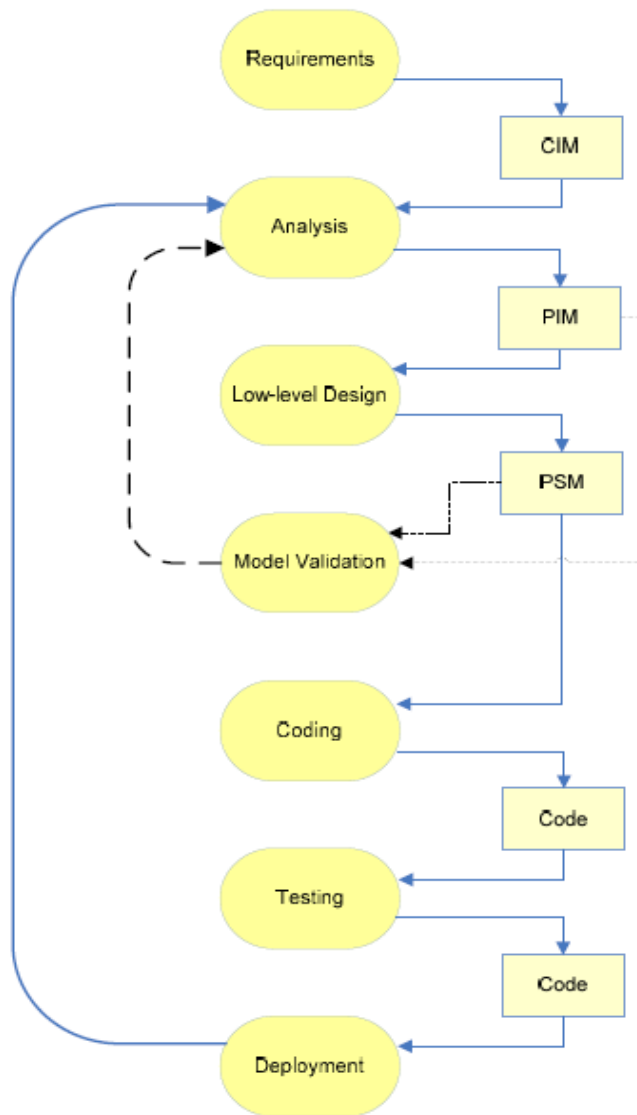 Requirements
CIM
Analysis
PIM
Low-level Design
PSM
Model Validation
Coding
Code
Testing
Code
Deployment